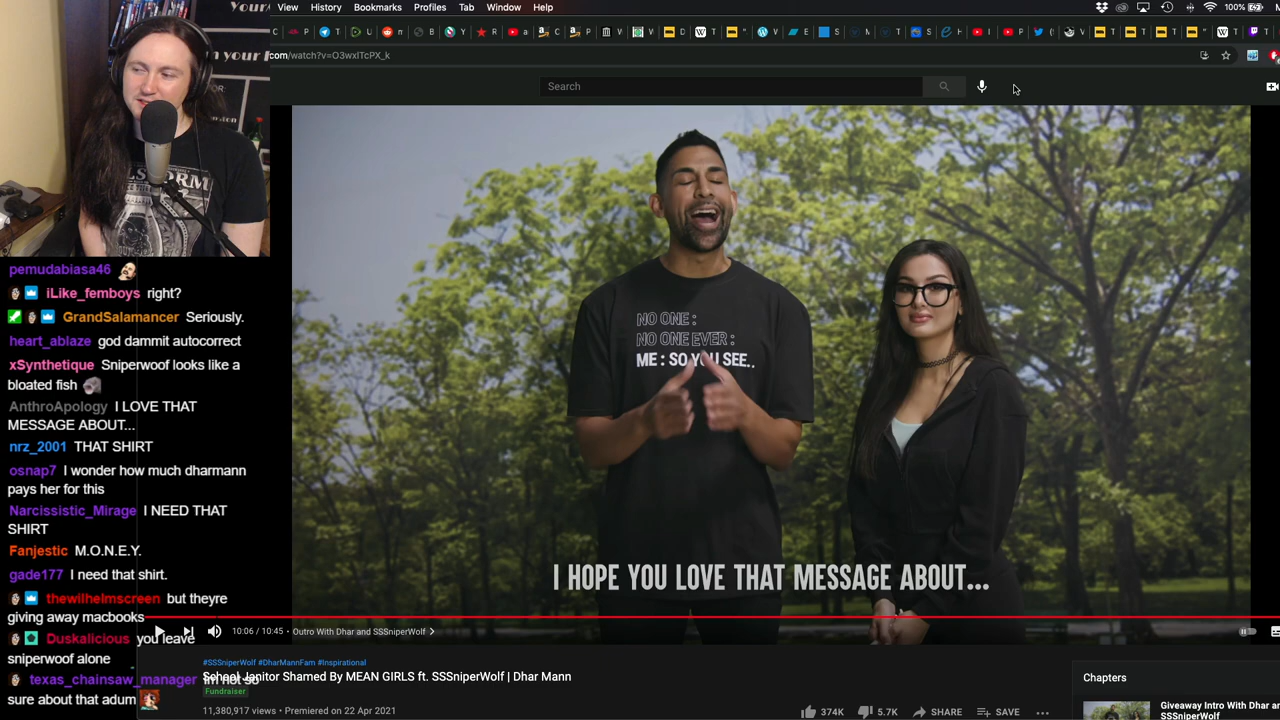 View History Bookmarks Profiles Tab Window Help
100%
com/watch?v=O3wxITcPX_k
Search
NO ONE :
NO ONE EVER :
ME : SO YOU SEE..
I HOPE YOU LOVE THAT MESSAGE ABOUT...
pemudabiasa46
iLike_femboys right?
GrandSalamancer Seriously.
heart_ablaze god dammit autocorrect
xSynthetique Sniperwoof looks like a
bloated fish
AnthroApology I LOVE THAT
MESSAGE ABOUT...
nrz_2001 THAT SHIRT
osnap7 I wonder how much dharmann
pays her for this
Narcissistic_Mirage I NEED THAT
SHIRT
Fanjestic M.O.N.E.Y.
gade177 I need that shirt.
thewilhelmscreen but theyre
giving away macbooks
Duskalicious you leave
sniperwoof alone
texas_chainsaw_manager im not so
sure about that adum
10:06 / 10:45 • Outro With Dhar and SSSniperWolf
#SSSniperWolf #DharMannFam #Inspirational
School Janitor Shamed By MEAN GIRLS ft. SSSniperWolf | Dhar Mann
Fundraiser
11,380,917 views • Premiered on 22 Apr 2021
374K 5.7K SHARE SAVE
Chapters
Giveaway Intro With Dhar
SSSniperWolf